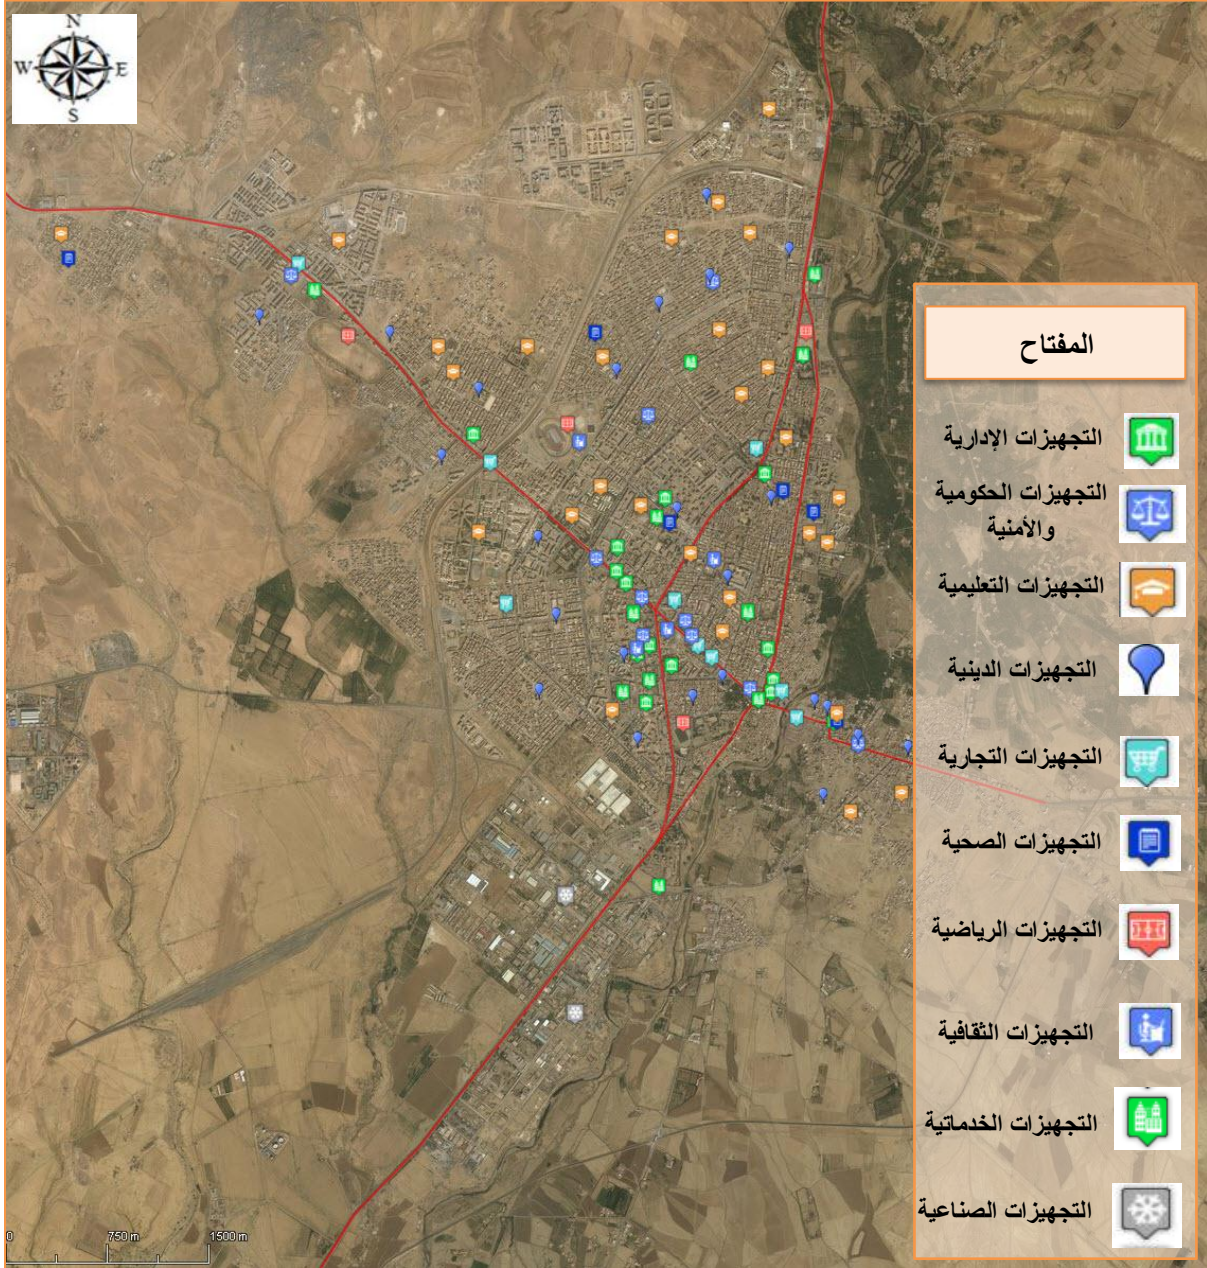 N
W
E
S
المفتاح
التجهيزات الإدارية
التجهيزات الحكومية
والأمنية
التجهيزات التعليمية
التجهيزات الدينية
التجهيزات التجارية
التجهيزات الصحية
التجهيزات الرياضية
التجهيزات الثقافية
التجهيزات الخدماتية
التجهيزات الصناعية
0
750 m
1500 m